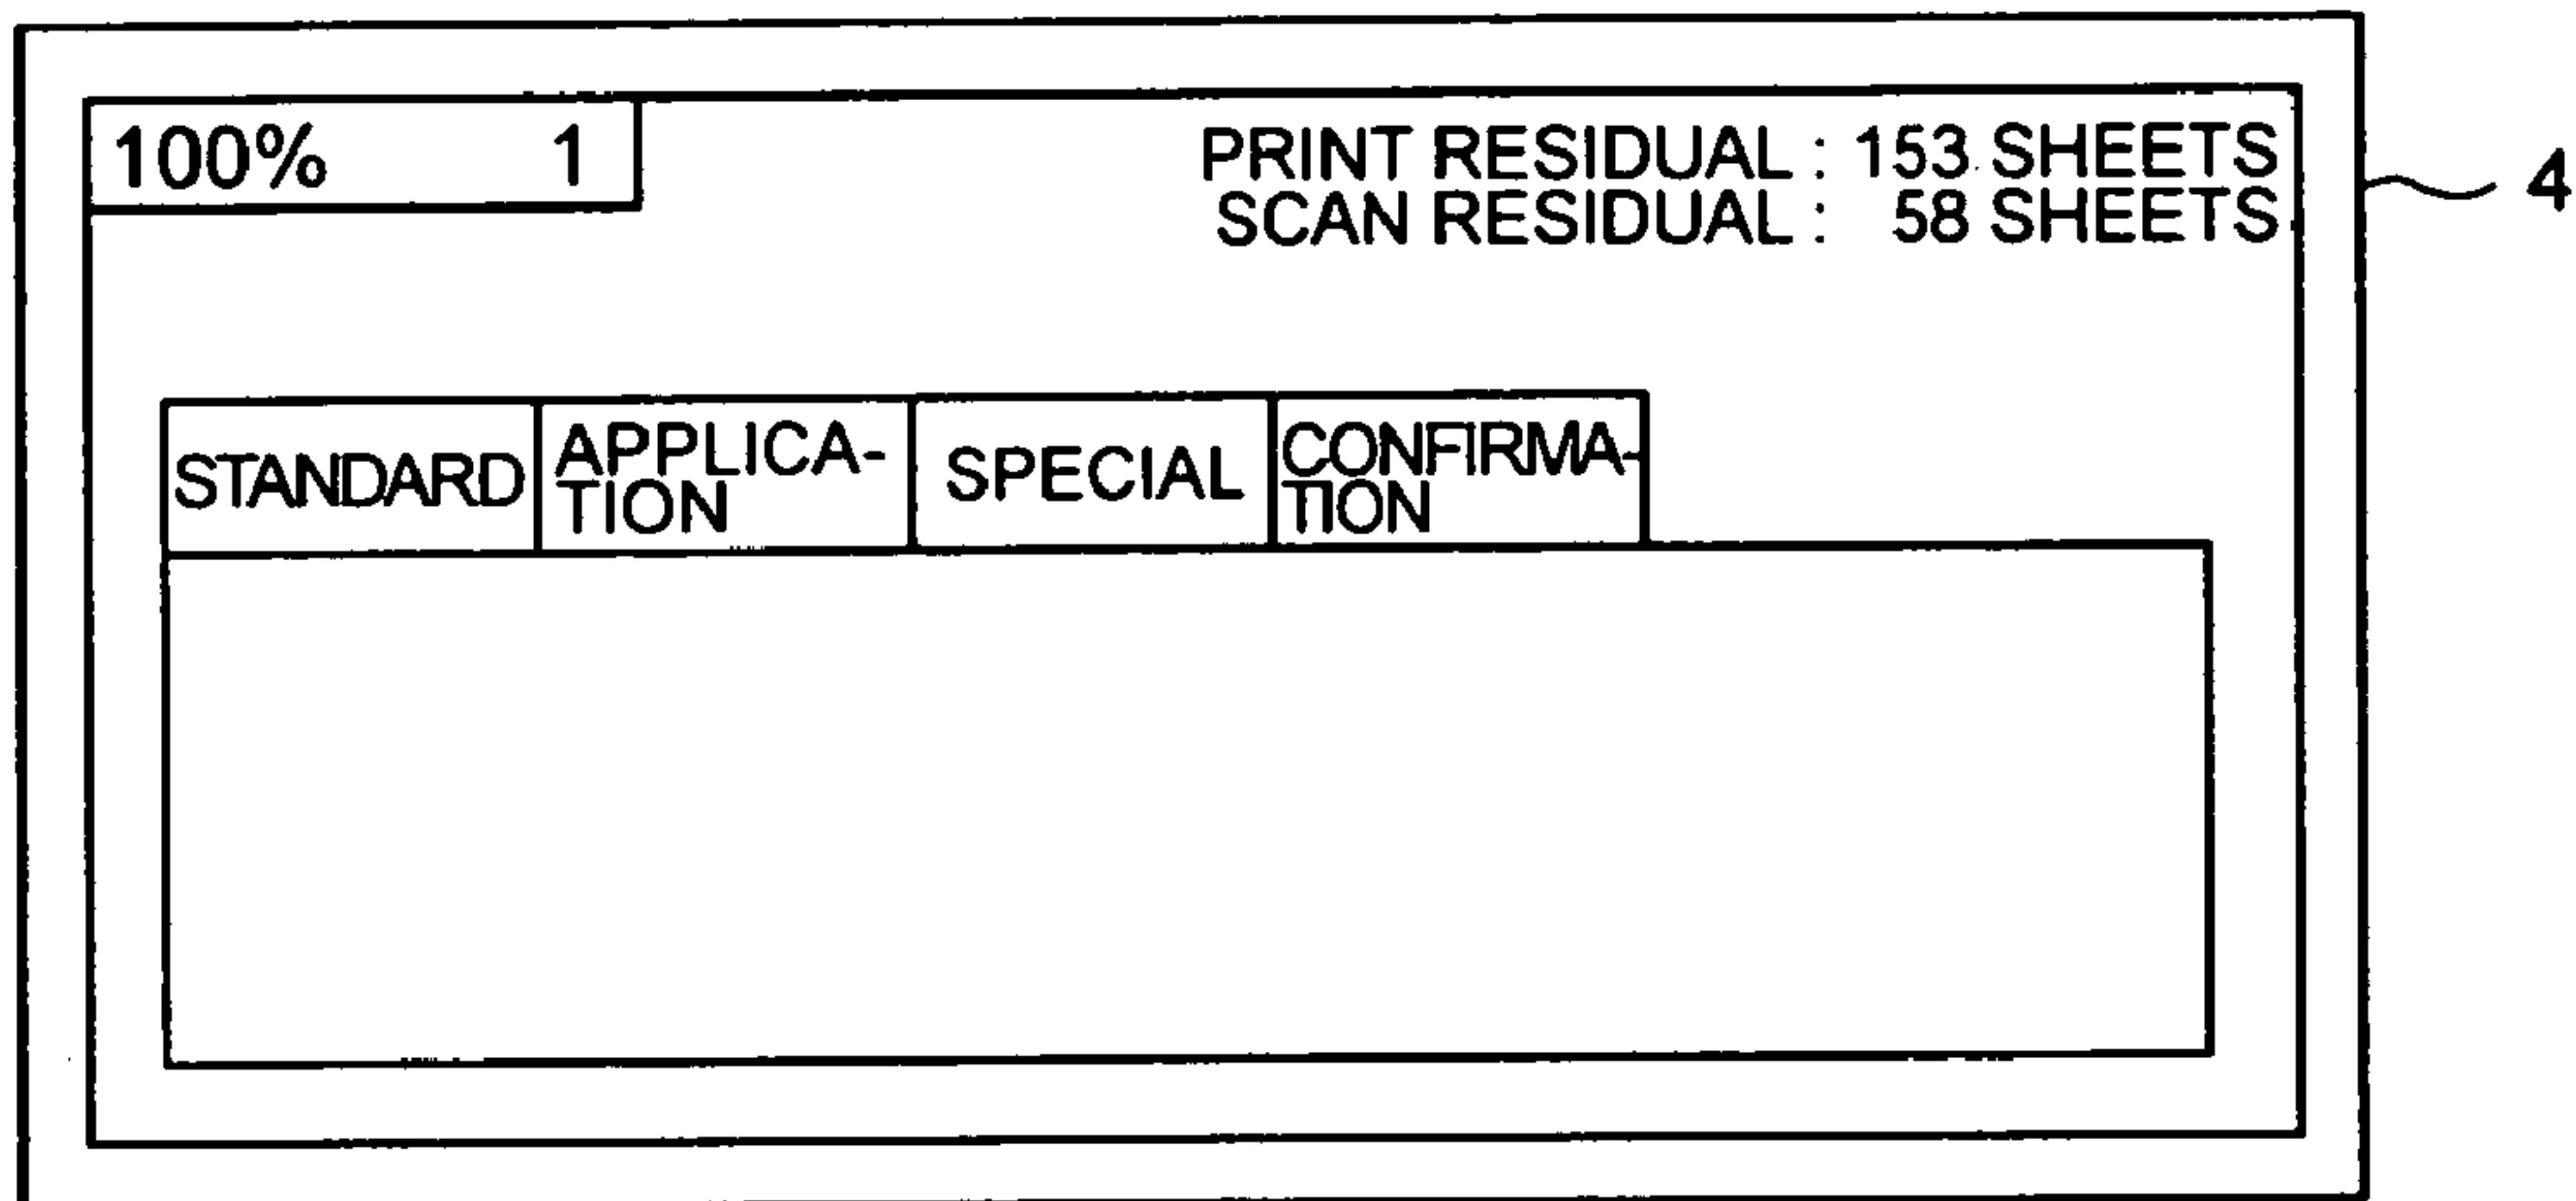 100% 1
PRINT RESIDUAL : 153 SHEETS
SCAN RESIDUAL : 58 SHEETS
4
STANDARD
APPLICA-
TION
SPECIAL
CONFIRMA-
TION